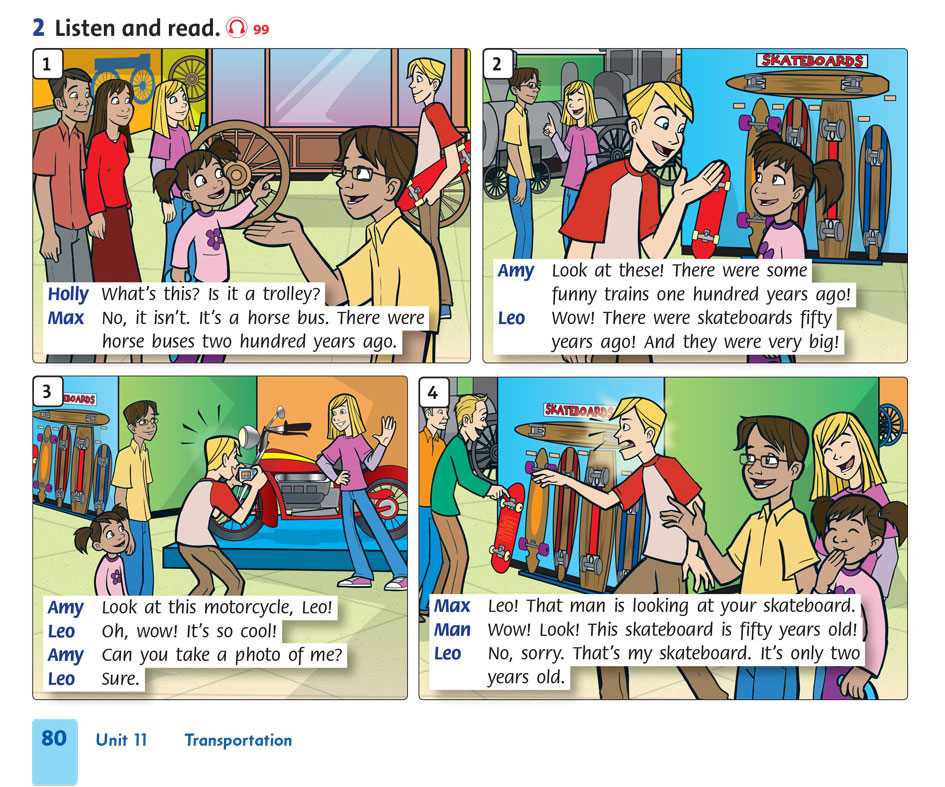 2 Listen and read. 99
1
Holly What's this? Is it a trolley?
Max No, it isn't. It's a horse bus. There were
horse buses two hundred years ago.
2
SKATEBOARDS
Amy Look at these! There were some
funny trains one hundred years ago!
Leo Wow! There were skateboards fifty
years ago! And they were very big!
3
BOARDS
Amy Look at this motorcycle, Leo!
Leo Oh, wow! It's so cool!
Amy Can you take a photo of me?
Leo Sure.
4
SKATEBOARDS
Max Leo! That man is looking at your skateboard.
Man Wow! Look! This skateboard is fifty years old!
Leo No, sorry. That's my skateboard. It's only two
years old.
80 Unit 11 Transportation